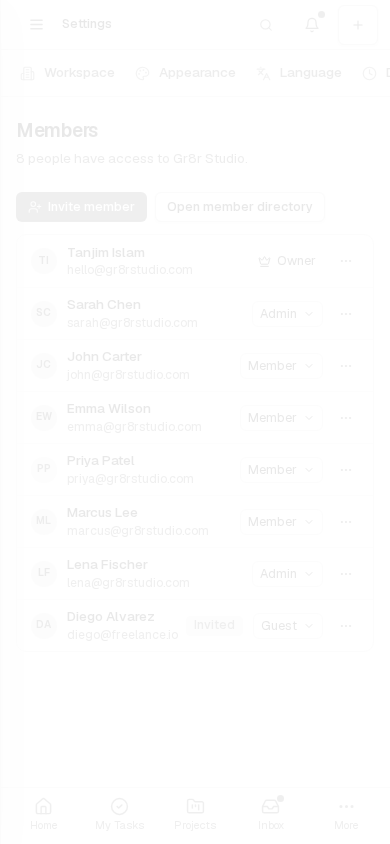 Settings
Workspace Appearance Language
Members
8 people have access to Gr8r Studio.
Invite member Open member directory
TI Tanjim Islam Owner
hello@gr8rstudio.com
SC Sarah Chen Admin
sarah@gr8rstudio.com
JC John Carter Member
john@gr8rstudio.com
EW Emma Wilson Member
emma@gr8rstudio.com
PP Priya Patel Member
priya@gr8rstudio.com
ML Marcus Lee Member
marcus@gr8rstudio.com
LF Lena Fischer Admin
lena@gr8rstudio.com
DA Diego Alvarez Invited Guest
diego@freelance.io
Home My Tasks Projects Inbox More